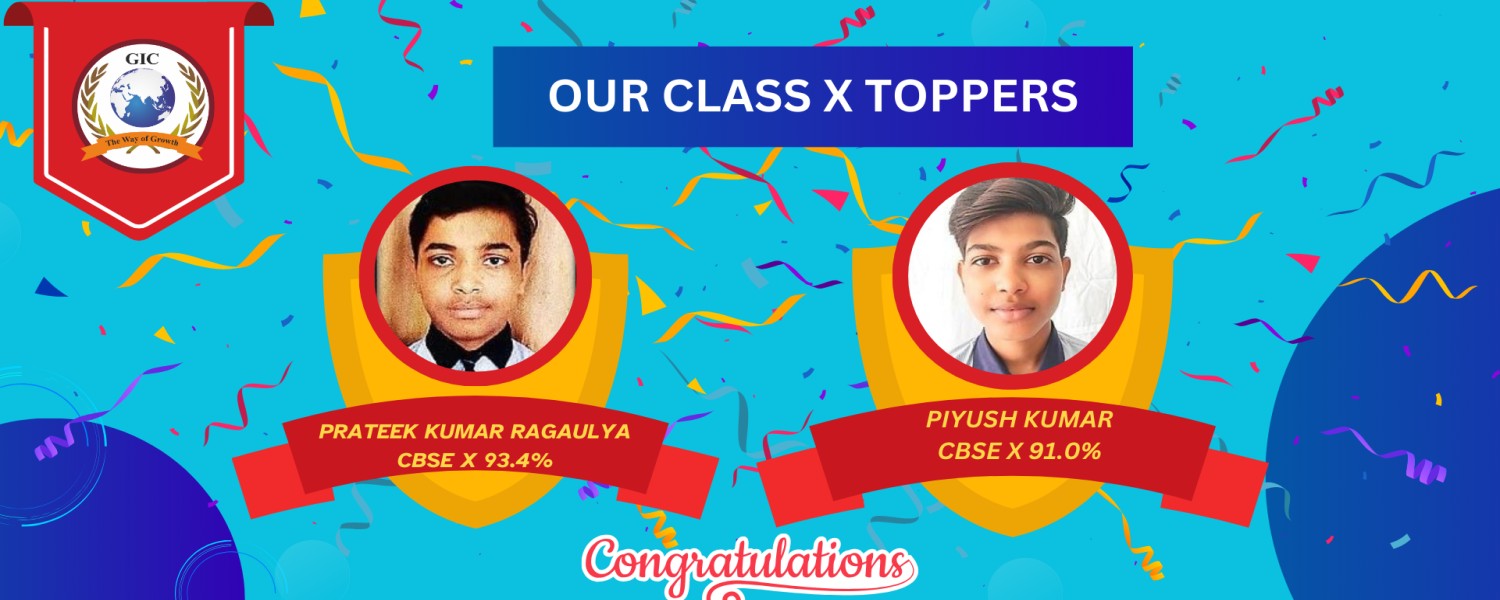 GIC
The Way of Growth
OUR CLASS X TOPPERS
PRATEEK KUMAR RAGAULYA
CBSE X 93.4%
PIYUSH KUMAR
CBSE X 91.0%
Congratulations